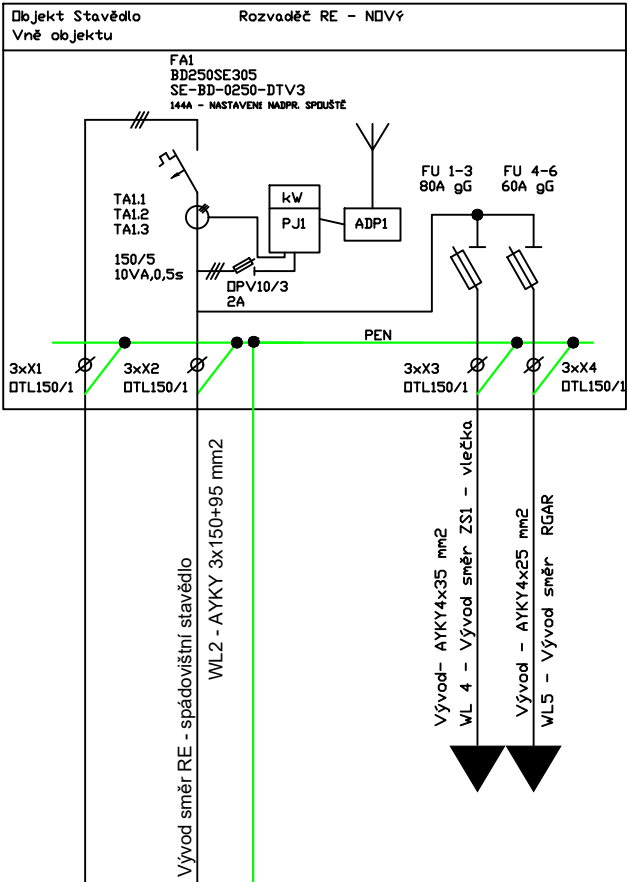 Objekt Stavědlo
Rozvaděč RE - NOVÝ
Vně objektu
FA1
BD250SE305
SE-BD-0250-DTV3
144A - NASTAVENÍ NADPR. SPOUŠTĚ
FU 1-3
80A gG
FU 4-6
60A gG
TA1.1
TA1.2
TA1.3
kW
PJ1
ADP1
150/5
10VA,0,5s
OPV10/3
2A
PEN
3xX1
OTL150/1
3xX2
OTL150/1
3xX3
OTL150/1
3xX4
OTL150/1
Vývod směr RE - spádovištní stavědlo
WL2 - AYKY 3x150+95 mm2
Vývod- AYKY4x35 mm2
WL 4 - Vývod směr ZS1 - vlečka
Vývod - AYKY4x25 mm2
WL5 - Vývod směr RGAR